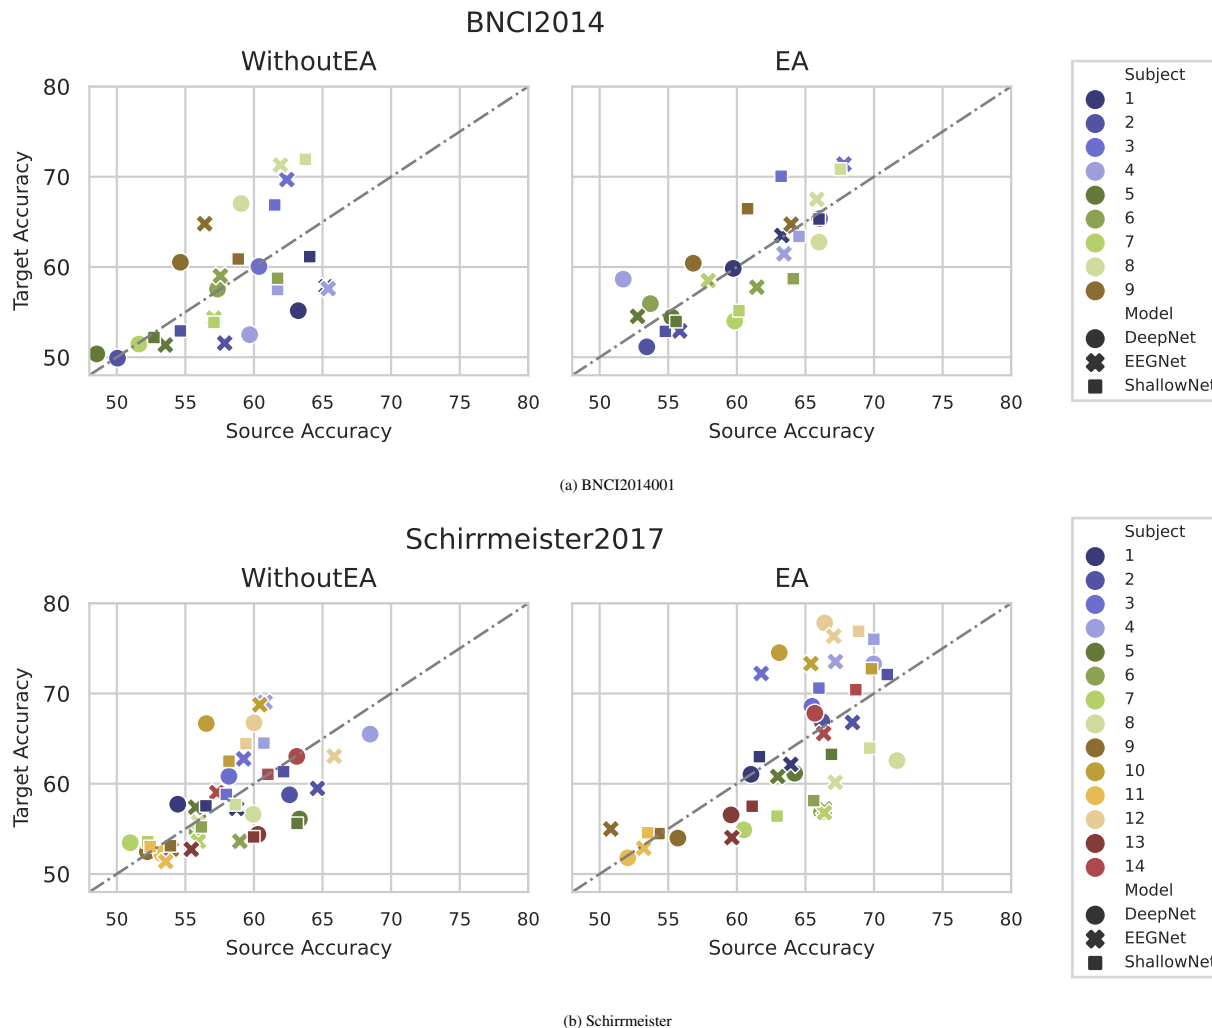 BNCI2014
WithoutEA
EA
80
70
60
50
Target Accuracy
50 55 60 65 70 75 80
50 55 60 65 70 75 80
Source Accuracy
Source Accuracy
Subject
1
2
3
4
5
6
7
8
9
Model
DeepNet
EEGNet
ShallowNet
(a) BNCI2014001
Schirrmeister2017
WithoutEA
EA
80
70
60
50
Target Accuracy
50 55 60 65 70 75 80
50 55 60 65 70 75 80
Source Accuracy
Source Accuracy
Subject
1
2
3
4
5
6
7
8
9
10
11
12
13
14
Model
DeepNet
EEGNet
ShallowNet
(b) Schirrmeister